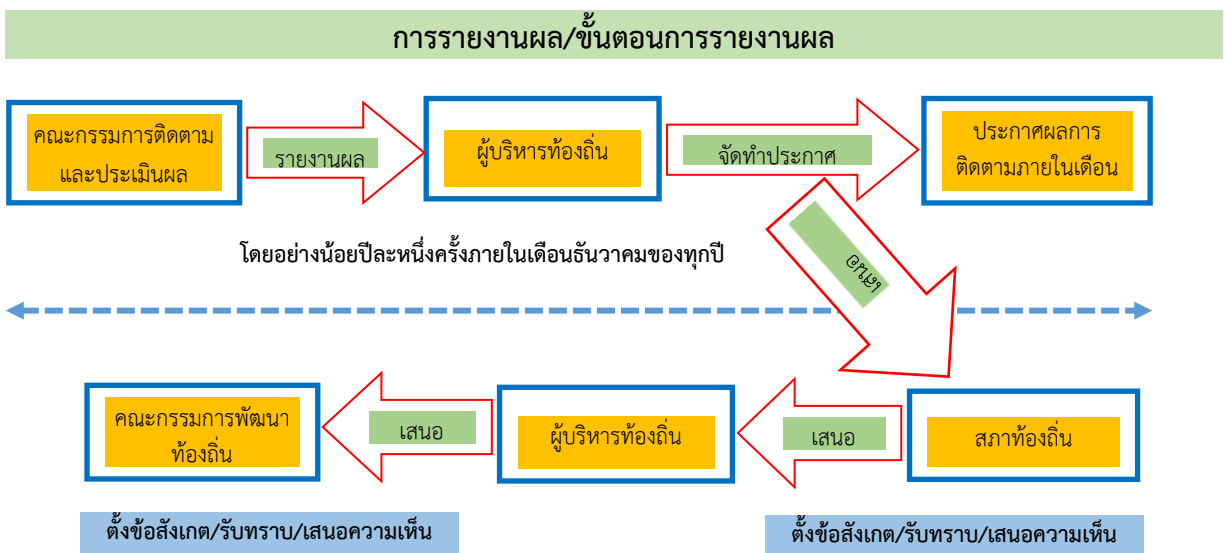 การรายงานผล/ขั้นตอนการรายงานผล
คณะกรรมการติดตาม
และประเมินผล
รายงานผล
ผู้บริหารท้องถิ่น
จัดทำประกาศ
ประกาศผลการ
ติดตามภายในเดือน
โดยอย่างน้อยปีละหนึ่งครั้งภายในเดือนธันวาคมของทุกปี
เสนอ
คณะกรรมการพัฒนา
ท้องถิ่น
เสนอ
ผู้บริหารท้องถิ่น
เสนอ
สภาท้องถิ่น
ตั้งข้อสังเกต/รับทราบ/เสนอความเห็น
ตั้งข้อสังเกต/รับทราบ/เสนอความเห็น